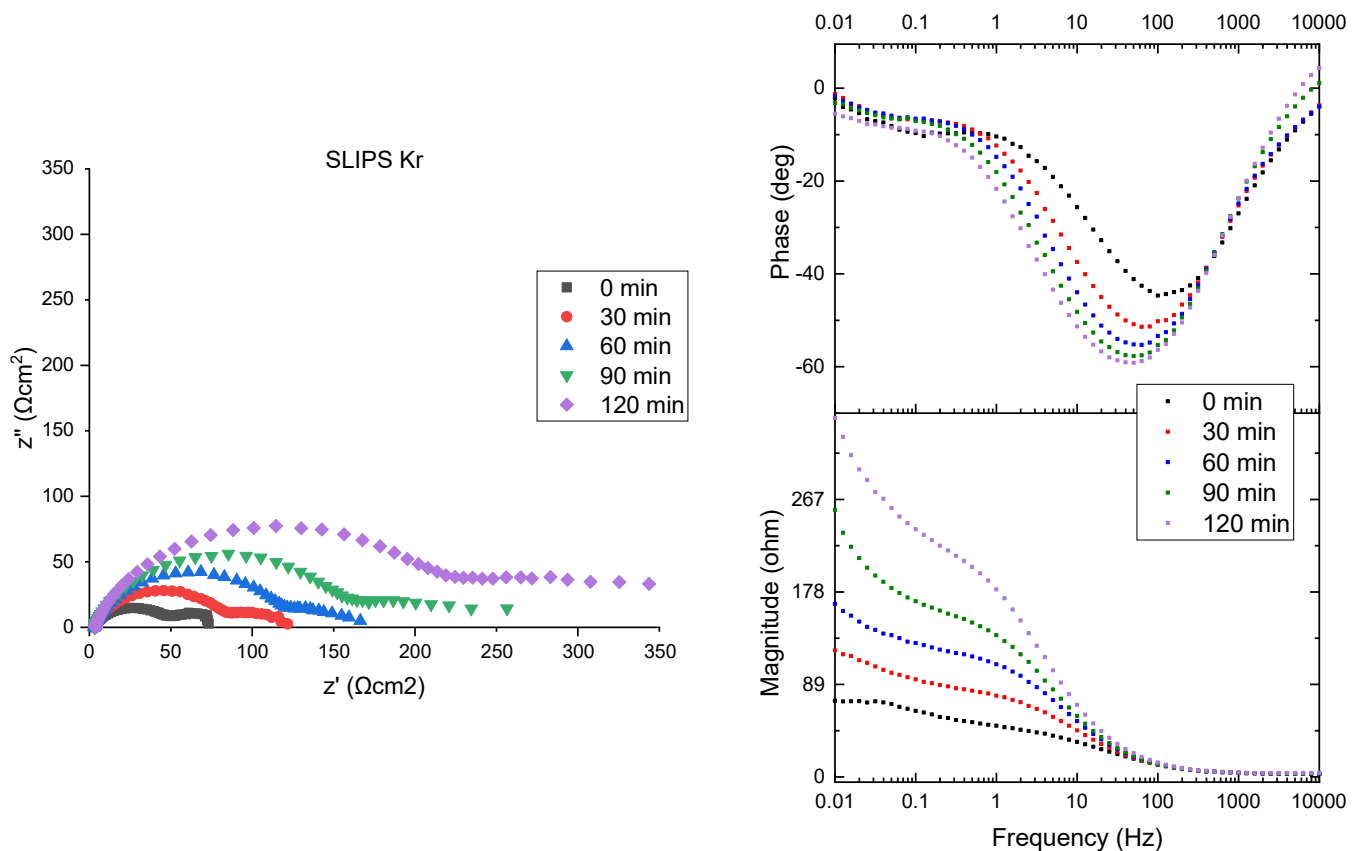 SLIPS Kr
350
300
250
200
150
100
50
0
z'' (Ωcm²)
0 50 100 150 200 250 300 350
z' (Ωcm2)
0 min
30 min
60 min
90 min
120 min
0.01 0.1 1 10 100 1000 10000
0
-20
-40
-60
Phase (deg)
0 min
30 min
60 min
90 min
120 min
267
178
89
0
Magnitude (ohm)
0.01 0.1 1 10 100 1000 10000
Frequency (Hz)